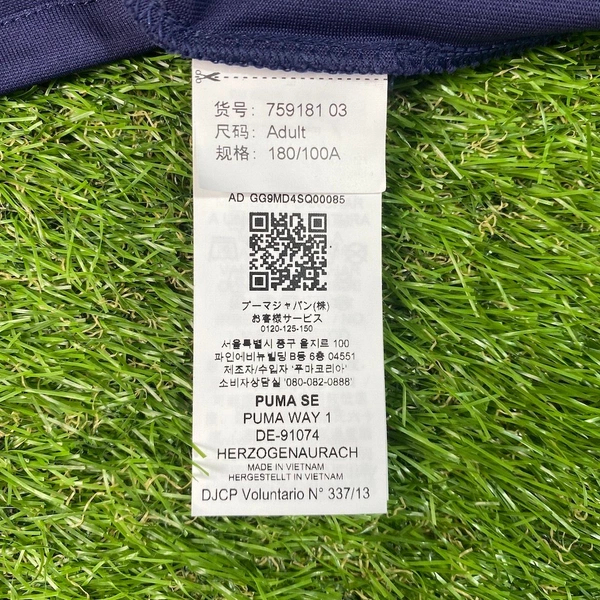 货号: 759181 03
尺码: Adult
规格: 180/100A
AD GG9MD4SQ00085
プーマジャパン(株)
お客様サービス
0120-125-150
서울특별시 중구 을지로 100
파인에비뉴빌딩 B동 6층 04551
제조자/수입자 '푸마코리아'
소비자상담실 '080-082-0888'
PUMA SE
PUMA WAY 1
DE-91074
HERZOGENAURACH
MADE IN VIETNAM
HERGESTELLT IN VIETNAM
DJCP Voluntario N° 337/13